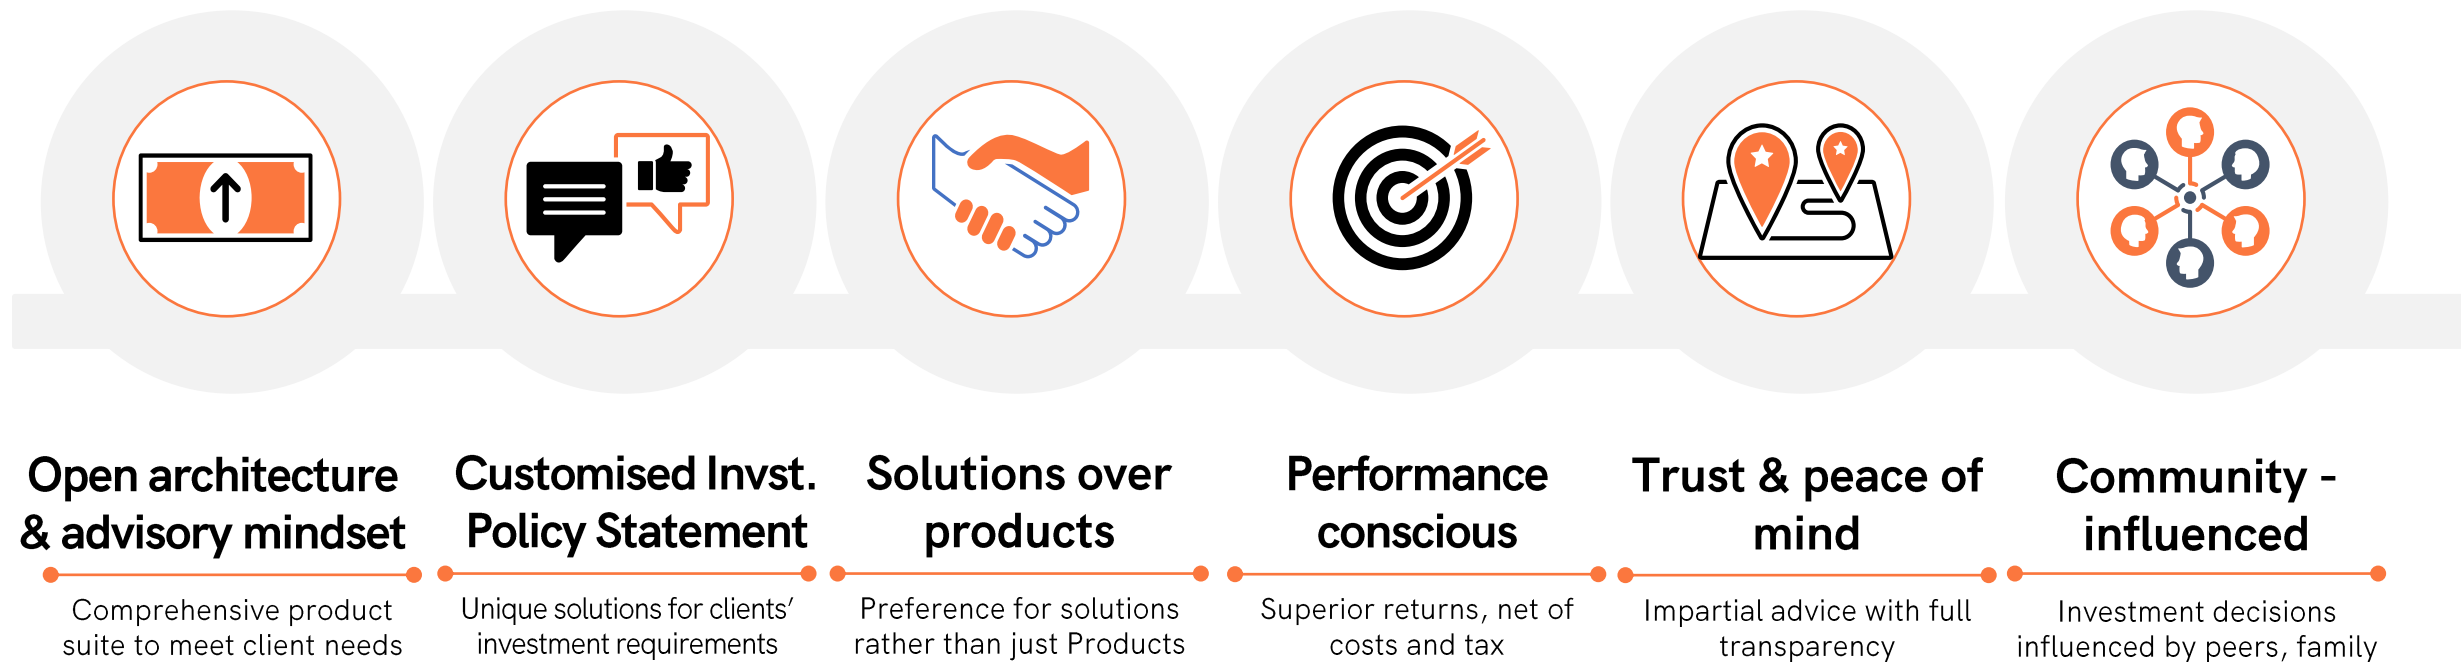 Open architecture
& advisory mindset
Comprehensive product
suite to meet client needs
Customised Invst.
Policy Statement
Unique solutions for clients’
investment requirements
Solutions over
products
Preference for solutions
rather than just Products
Performance
conscious
Superior returns, net of
costs and tax
Trust & peace of
mind
Impartial advice with full
transparency
Community -
influenced
Investment decisions
influenced by peers, family